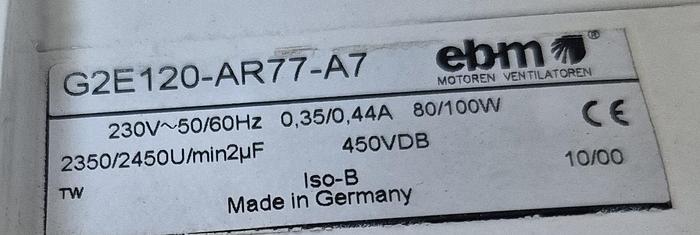 G2E120-AR77-A7
ebm®
MOTOREN VENTILATOREN
230V~50/60Hz 0,35/0,44A 80/100W
CE
2350/2450U/min2µF 450VDB
10/00
TW
Iso-B
Made in Germany